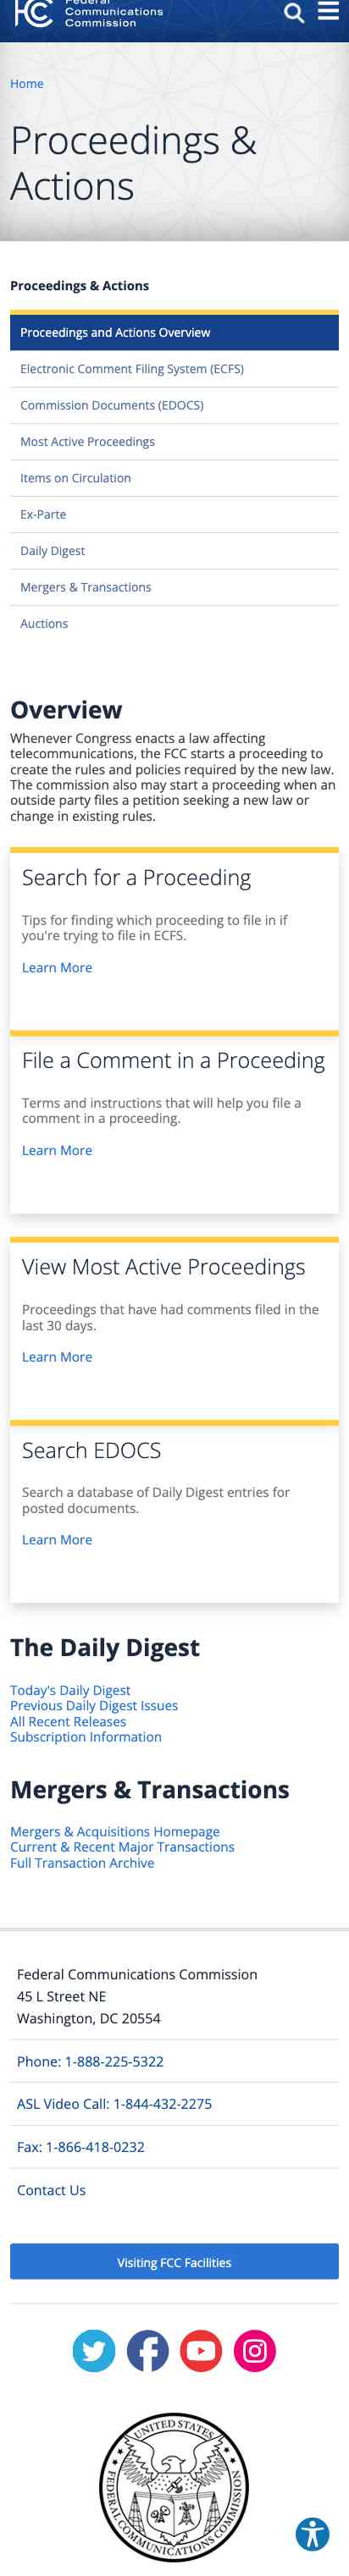 Federal
Communications
Commission
Home
Proceedings &
Actions
Proceedings & Actions
Proceedings and Actions Overview
Electronic Comment Filing System (ECFS)
Commission Documents (EDOCS)
Most Active Proceedings
Items on Circulation
Ex-Parte
Daily Digest
Mergers & Transactions
Auctions
Overview
Whenever Congress enacts a law affecting
telecommunications, the FCC starts a proceeding to
create the rules and policies required by the new law.
The commission also may start a proceeding when an
outside party files a petition seeking a new law or
change in existing rules.
Search for a Proceeding
Tips for finding which proceeding to file in if
you're trying to file in ECFS.
Learn More
File a Comment in a Proceeding
Terms and instructions that will help you file a
comment in a proceeding.
Learn More
View Most Active Proceedings
Proceedings that have had comments filed in the
last 30 days.
Learn More
Search EDOCS
Search a database of Daily Digest entries for
posted documents.
Learn More
The Daily Digest
Today's Daily Digest
Previous Daily Digest Issues
All Recent Releases
Subscription Information
Mergers & Transactions
Mergers & Acquisitions Homepage
Current & Recent Major Transactions
Full Transaction Archive
Federal Communications Commission
45 L Street NE
Washington, DC 20554
Phone: 1-888-225-5322
ASL Video Call: 1-844-432-2275
Fax: 1-866-418-0232
Contact Us
Visiting FCC Facilities
UNITED STATES
FEDERAL COMMUNICATIONS COMMISSION